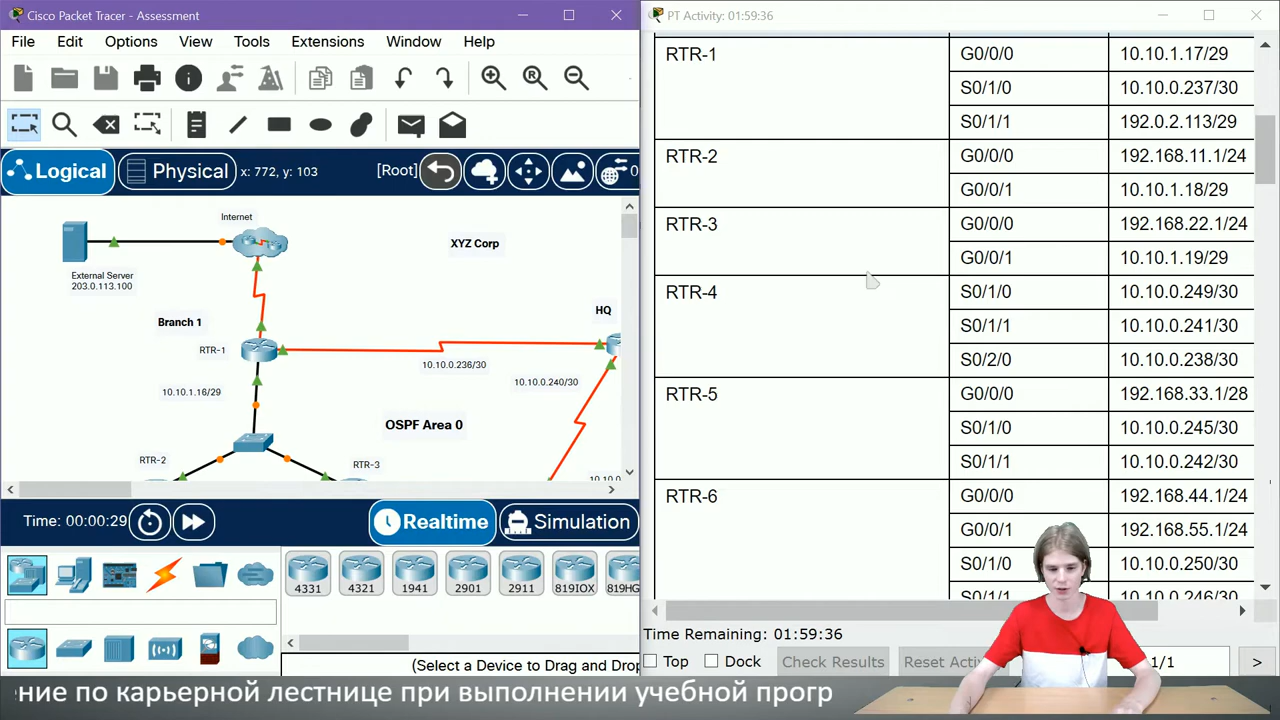 Cisco Packet Tracer - Assessment
File Edit Options View Tools Extensions Window Help
Logical Physical x: 772, y: 103 [Root] 0
Internet
XYZ Corp
External Server
203.0.113.100
HQ
Branch 1
RTR-1
10.10.0.236/30
10.10.0.240/30
10.10.1.16/29
OSPF Area 0
RTR-2
RTR-3
Time: 00:00:29 Realtime Simulation
4331 4321 1941 2901 2911 819IOX 819HG
(Select a Device to Drag and Drop
PT Activity: 01:59:36
RTR-1 G0/0/0 10.10.1.17/29
S0/1/0 10.10.0.237/30
S0/1/1 192.0.2.113/29
RTR-2 G0/0/0 192.168.11.1/24
G0/0/1 10.10.1.18/29
RTR-3 G0/0/0 192.168.22.1/24
G0/0/1 10.10.1.19/29
RTR-4 S0/1/0 10.10.0.249/30
S0/1/1 10.10.0.241/30
S0/2/0 10.10.0.238/30
RTR-5 G0/0/0 192.168.33.1/28
S0/1/0 10.10.0.245/30
S0/1/1 10.10.0.242/30
RTR-6 G0/0/0 192.168.44.1/24
G0/0/1 192.168.55.1/24
S0/1/0 10.10.0.250/30
S0/1/1 10.10.0.246/30
Time Remaining: 01:59:36
Top Dock Check Results Reset Acti 1/1 >
ение по карьерной лестнице при выполнении учебной прогр